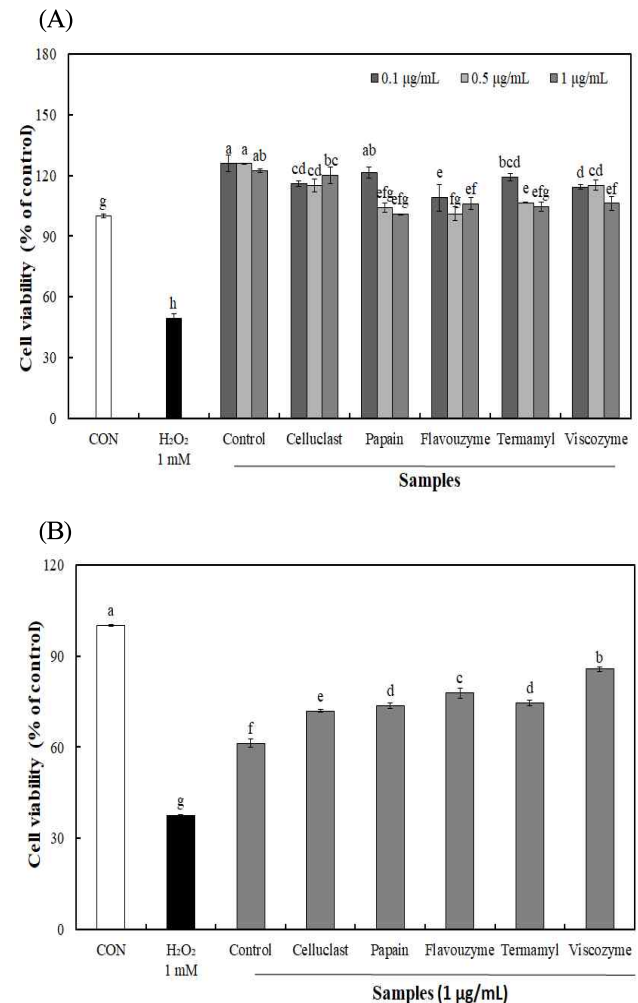 (A)
180
150
120
90
60
30
0
Cell viability (% of control)
0.1 μg/mL 0.5 μg/mL 1 μg/mL
g
h
a a ab
cd cd bc
ab efg efg
e fg ef
bcd e efg
d cd ef
CON H₂O₂ 1 mM Control Celluclast Papain Flavouzyme Termamyl Viscozyme
Samples
(B)
120
90
60
30
0
Cell viability (% of control)
a
g
f
e
d
c
d
b
CON H₂O₂ 1 mM Control Celluclast Papain Flavouzyme Termamyl Viscozyme
Samples (1 μg/mL)